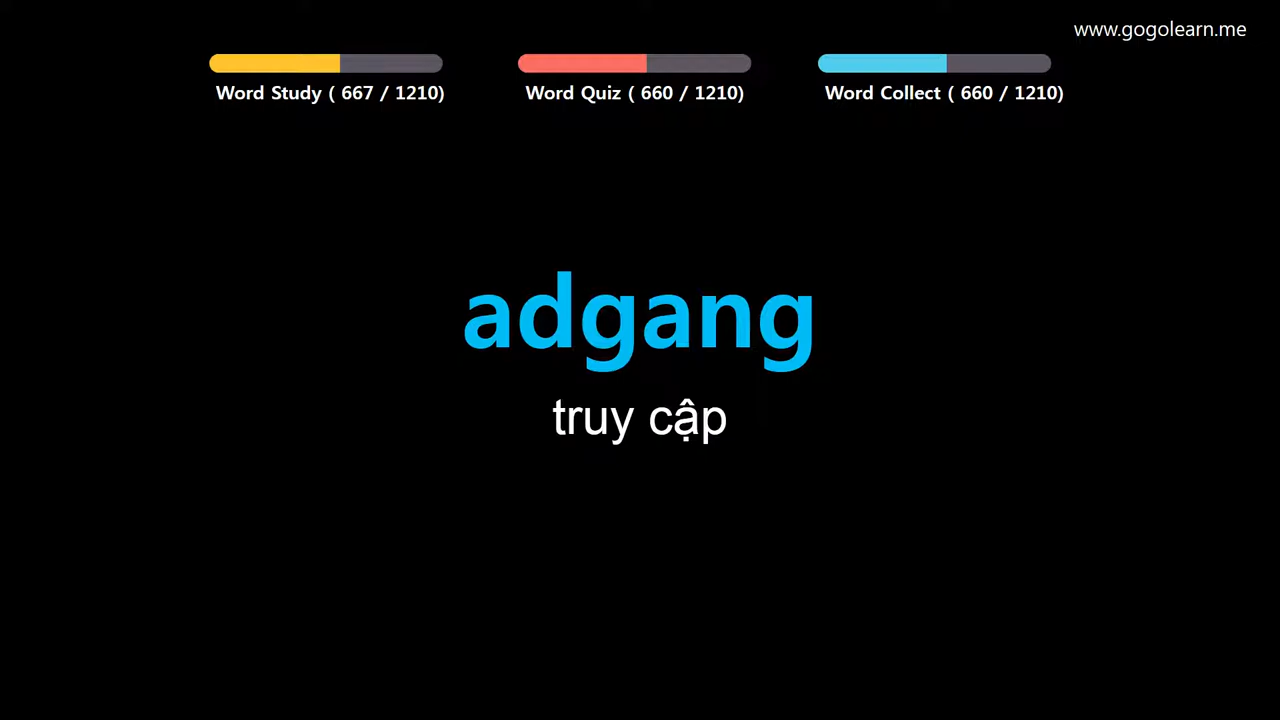 www.gogolearn.me
Word Study ( 667 / 1210)
Word Quiz ( 660 / 1210)
Word Collect ( 660 / 1210)
adgang
truy cập